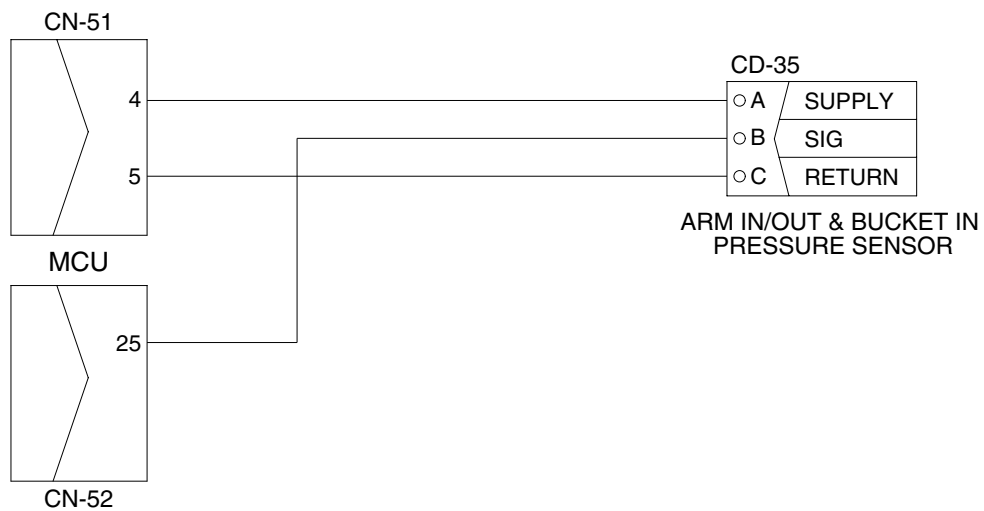 CN-51
4
5
MCU
25
CN-52
CD-35
A SUPPLY
B SIG
C RETURN
ARM IN/OUT & BUCKET IN
PRESSURE SENSOR